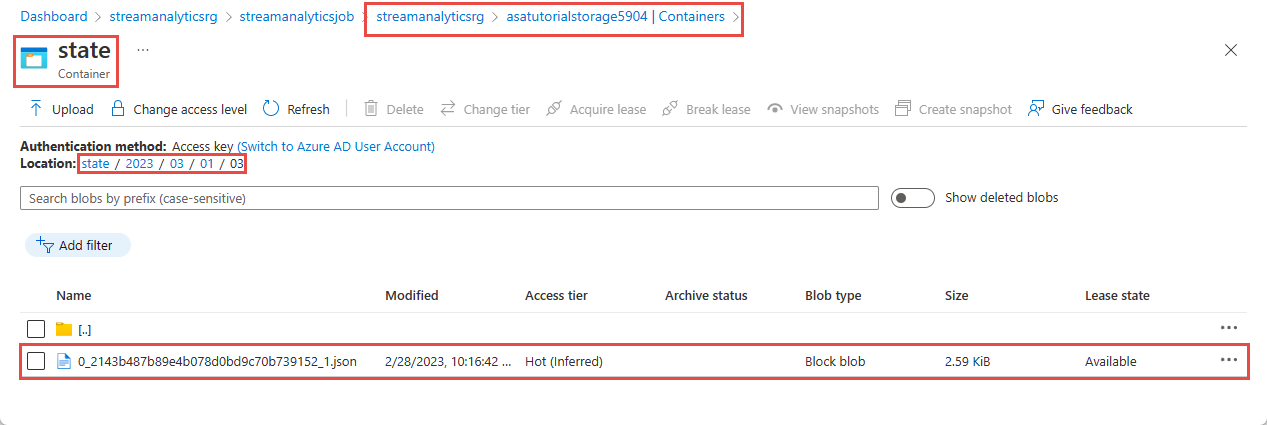 Dashboard > streamanalyticsrg > streamanalyticsjob > streamanalyticsrg > asatutorialstorage5904 | Containers >
state ...
Container
Upload Change access level Refresh Delete Change tier Acquire lease Break lease View snapshots Create snapshot Give feedback
Authentication method: Access key (Switch to Azure AD User Account)
Location: state / 2023 / 03 / 01 / 03
Search blobs by prefix (case-sensitive) Show deleted blobs
Add filter
Name Modified Access tier Archive status Blob type Size Lease state
[..] ...
0_2143b487b89e4b078d0bd9c70b739152_1.json 2/28/2023, 10:16:42 ... Hot (Inferred) Block blob 2.59 KiB Available ...